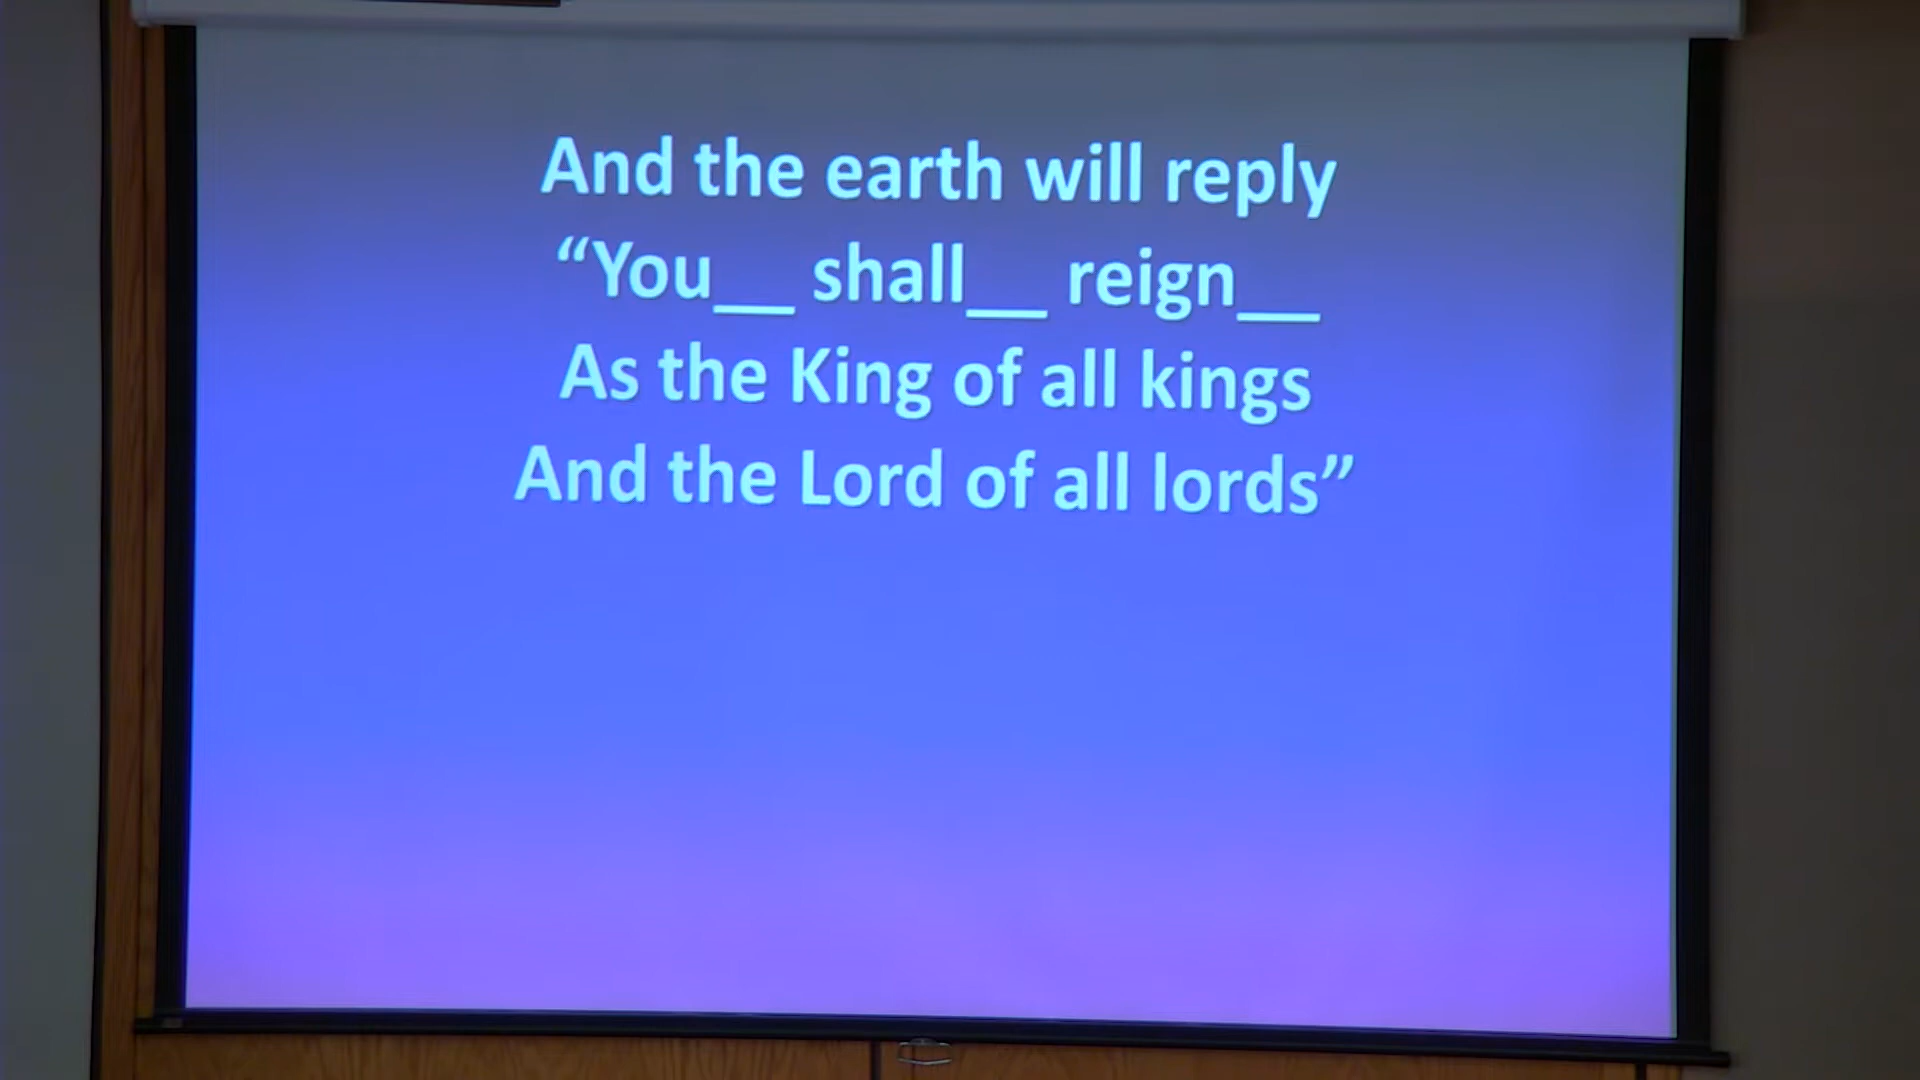 And the earth will reply
“You__ shall__ reign__
As the King of all kings
And the Lord of all lords”